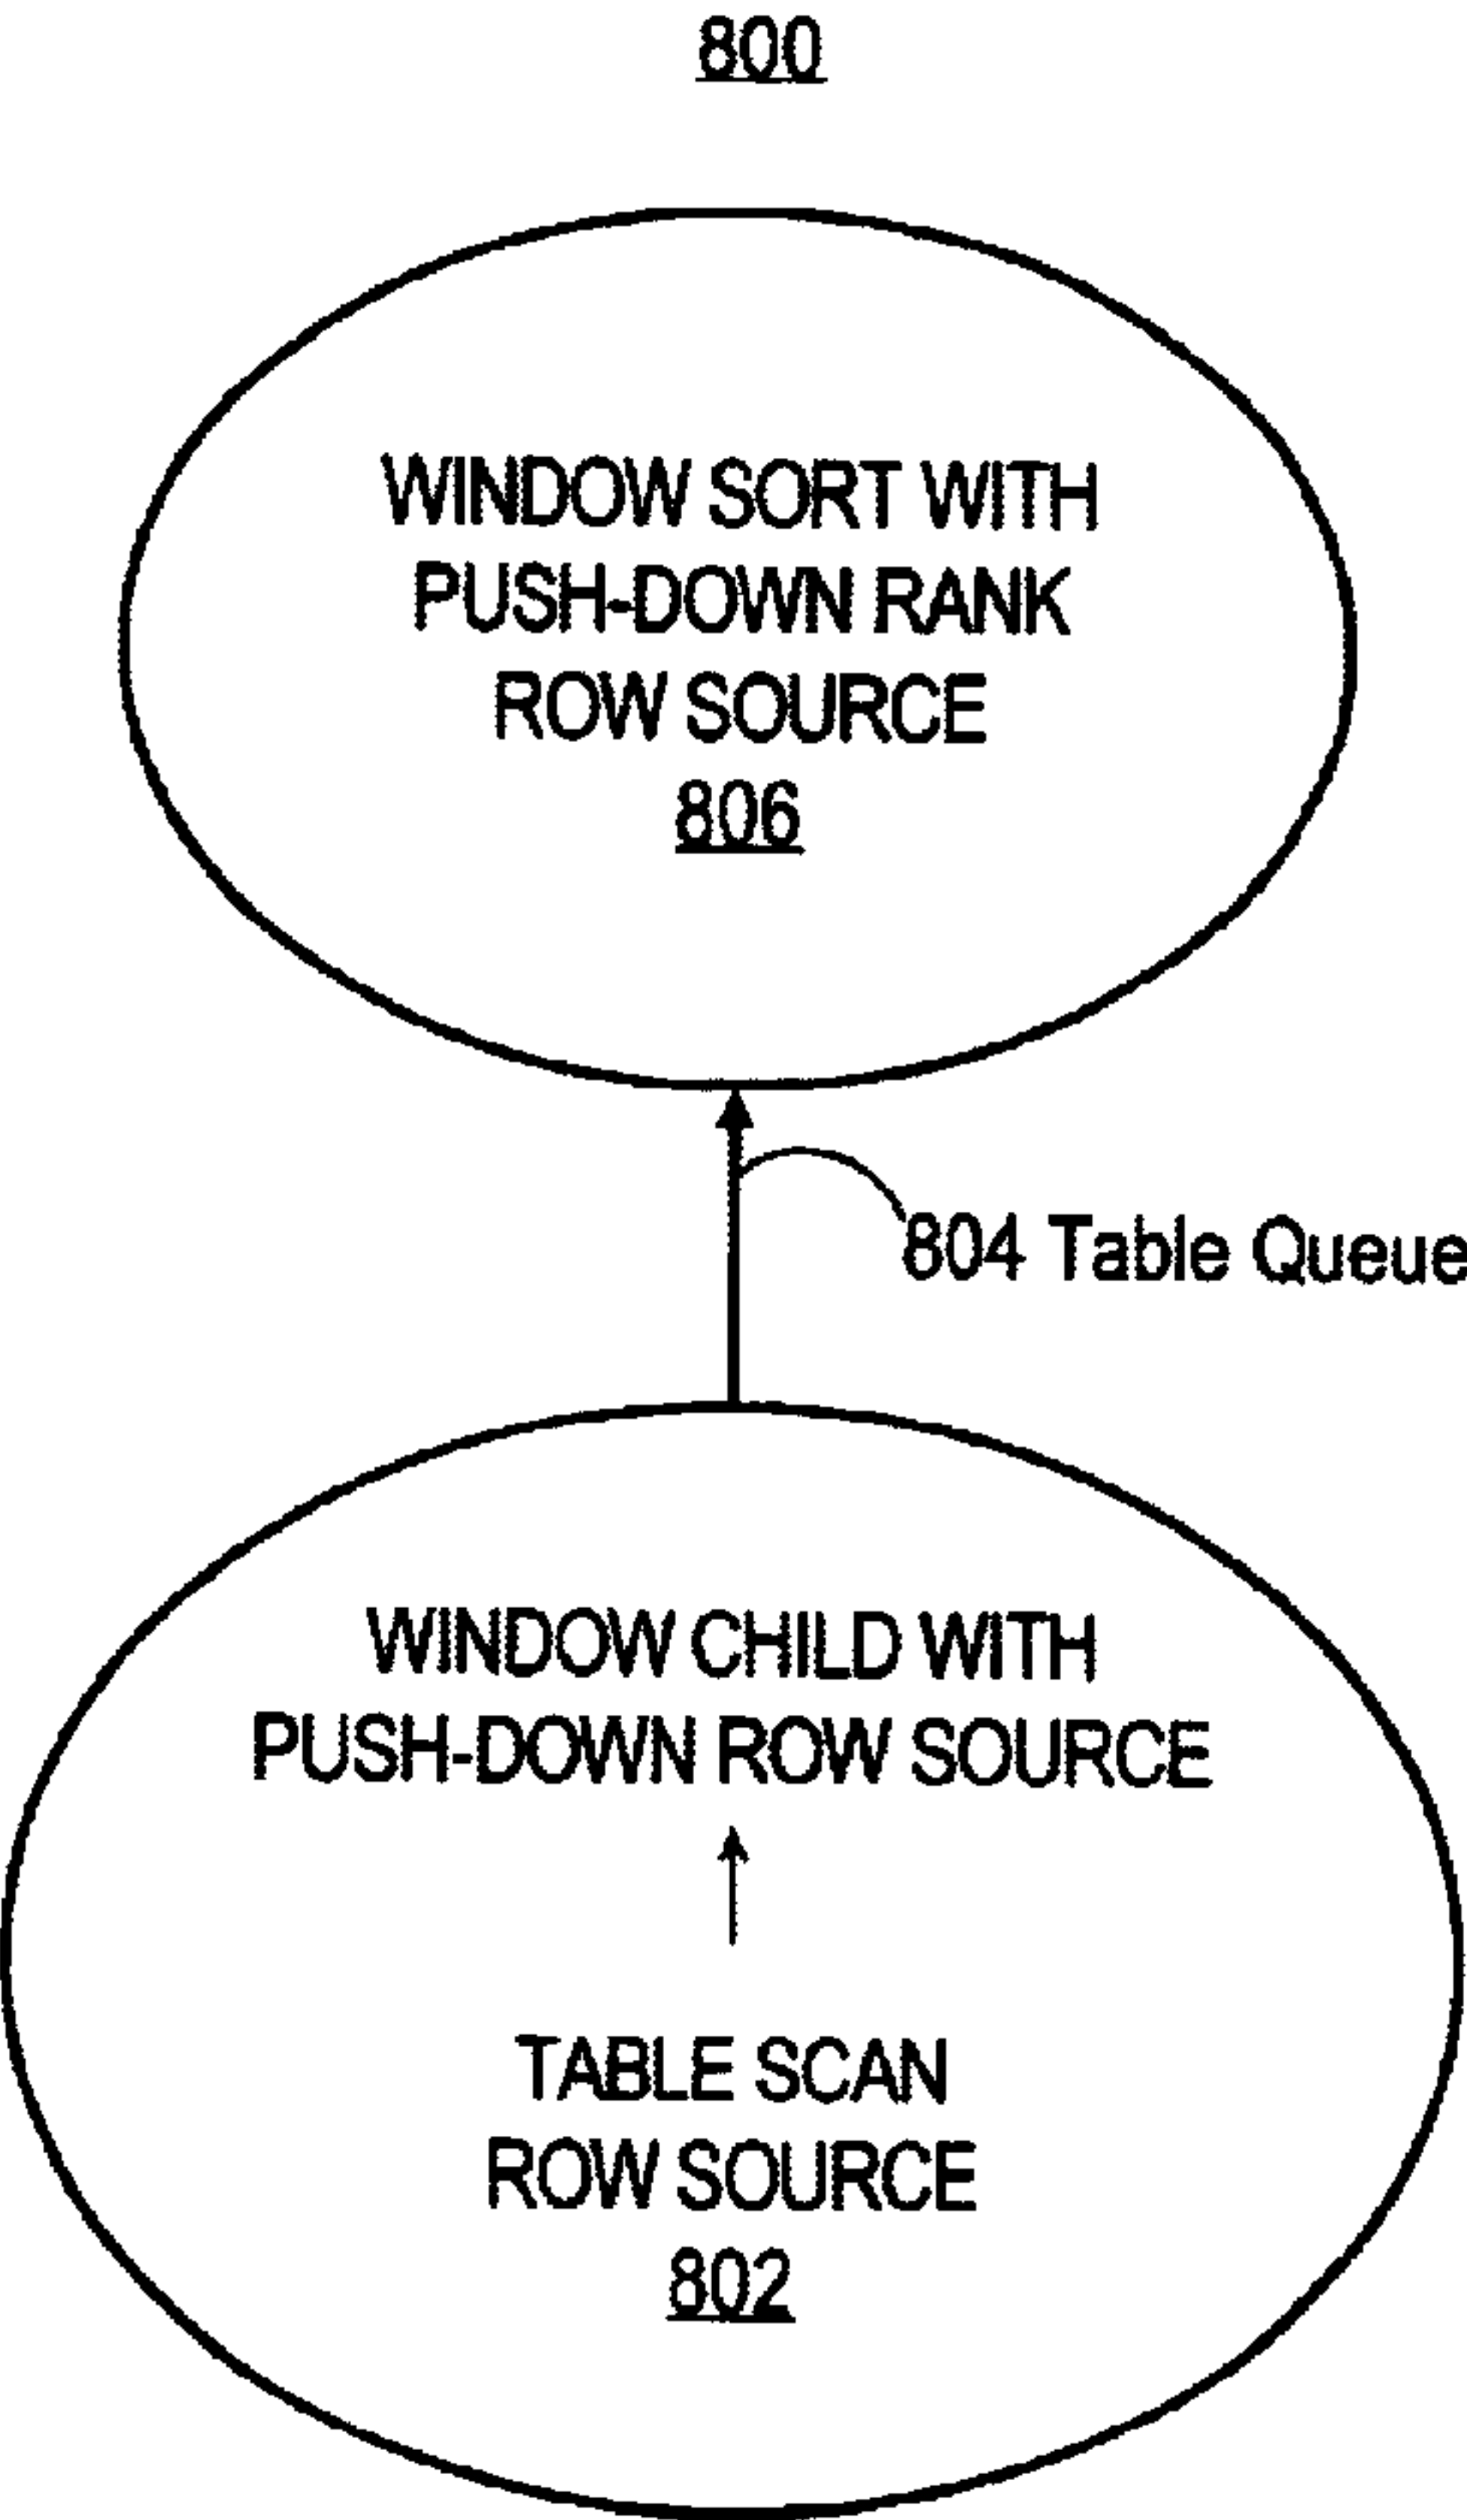 800
WINDOW SORT WITH
PUSH-DOWN RANK
ROW SOURCE
806
804 Table Queue
WINDOW CHILD WITH
PUSH-DOWN ROW SOURCE
TABLE SCAN
ROW SOURCE
802